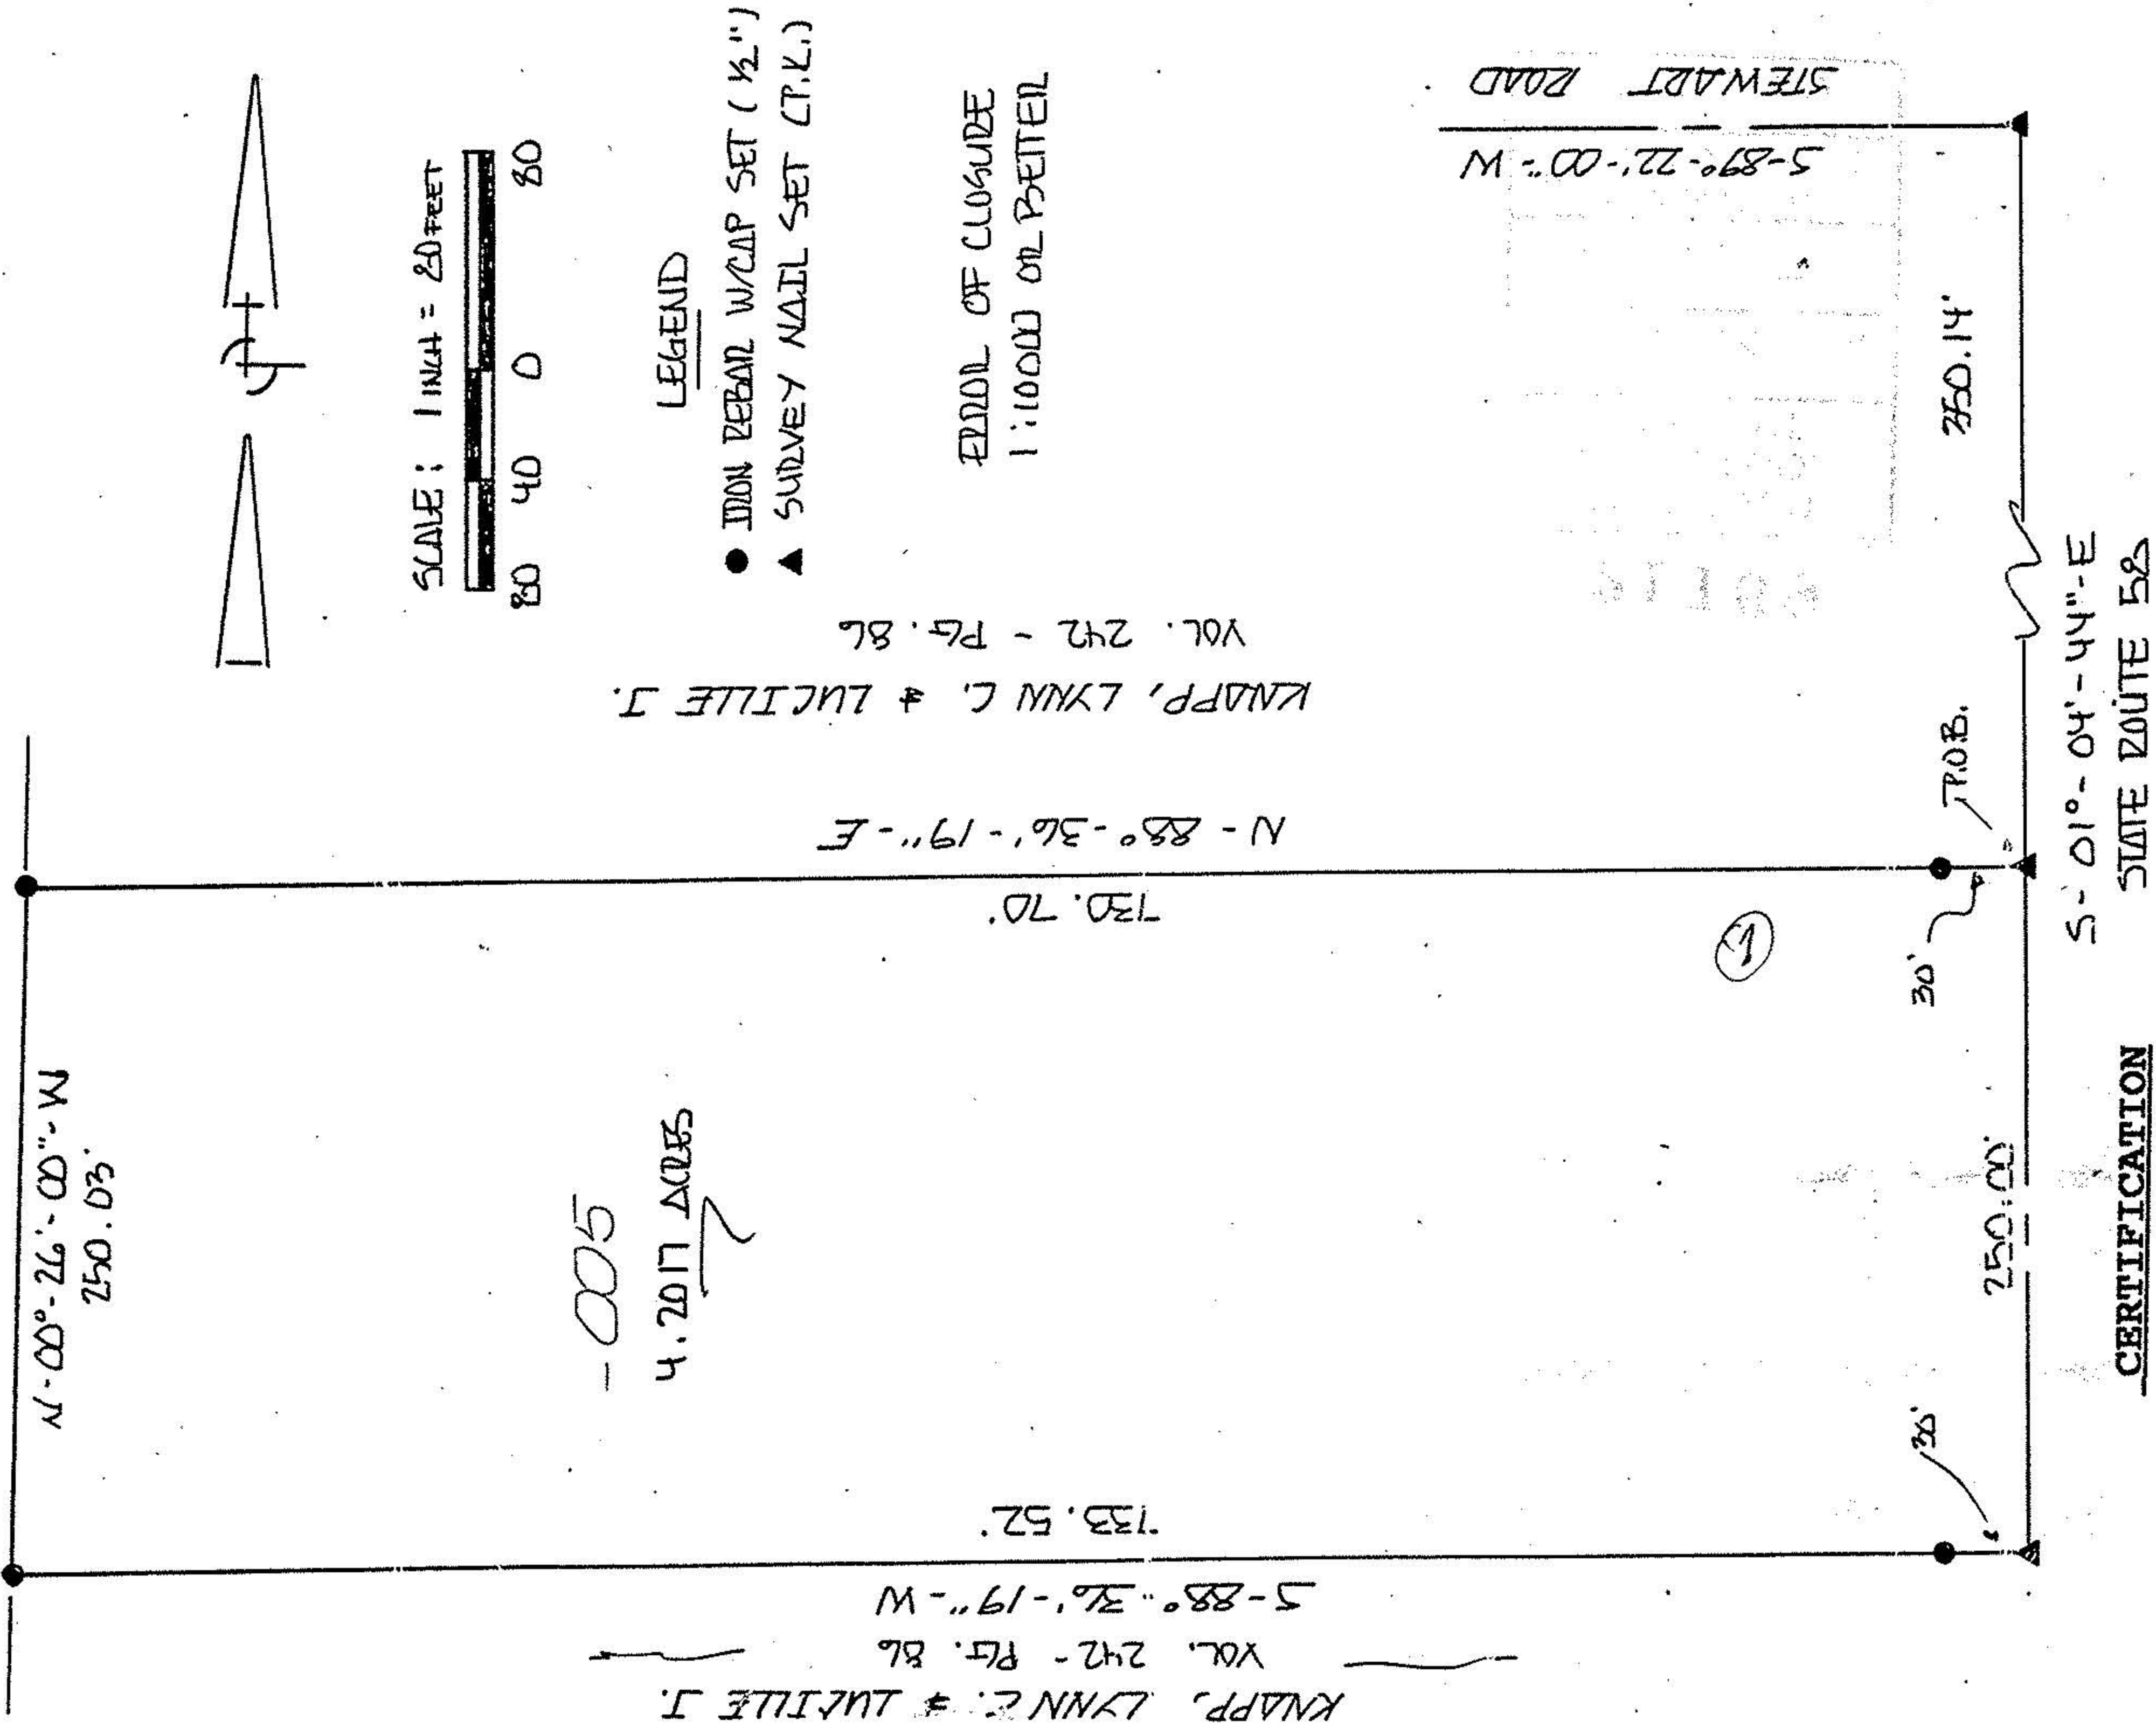 SCALE: 1 INCH = 80 FEET
80 40 0 80
LEGEND
● IRON REBAR W/CAP SET (½")
▲ SURVEY NAIL SET (P.K.)
ERROR OF CLOSURE
1:10000 OR BETTER
STEWART ROAD
S-89°-22'-00"-W
250.14'
KNAPP, LYNN C. & LUCILLE J.
VOL. 242 - PG. 86
N-88°-36'-19"-E
730.70'
P.O.B.
30'
1
N-00°-26'-00"-W
250.03'
-005
4.2017 ACRES
733.52'
S-88°-36'-19"-W
VOL. 242 - PG. 86
KNAPP, LYNN C. & LUCILLE J.
30'
250.00'
S-01°-04'-44"-E
STATE ROUTE 58
CERTIFICATION